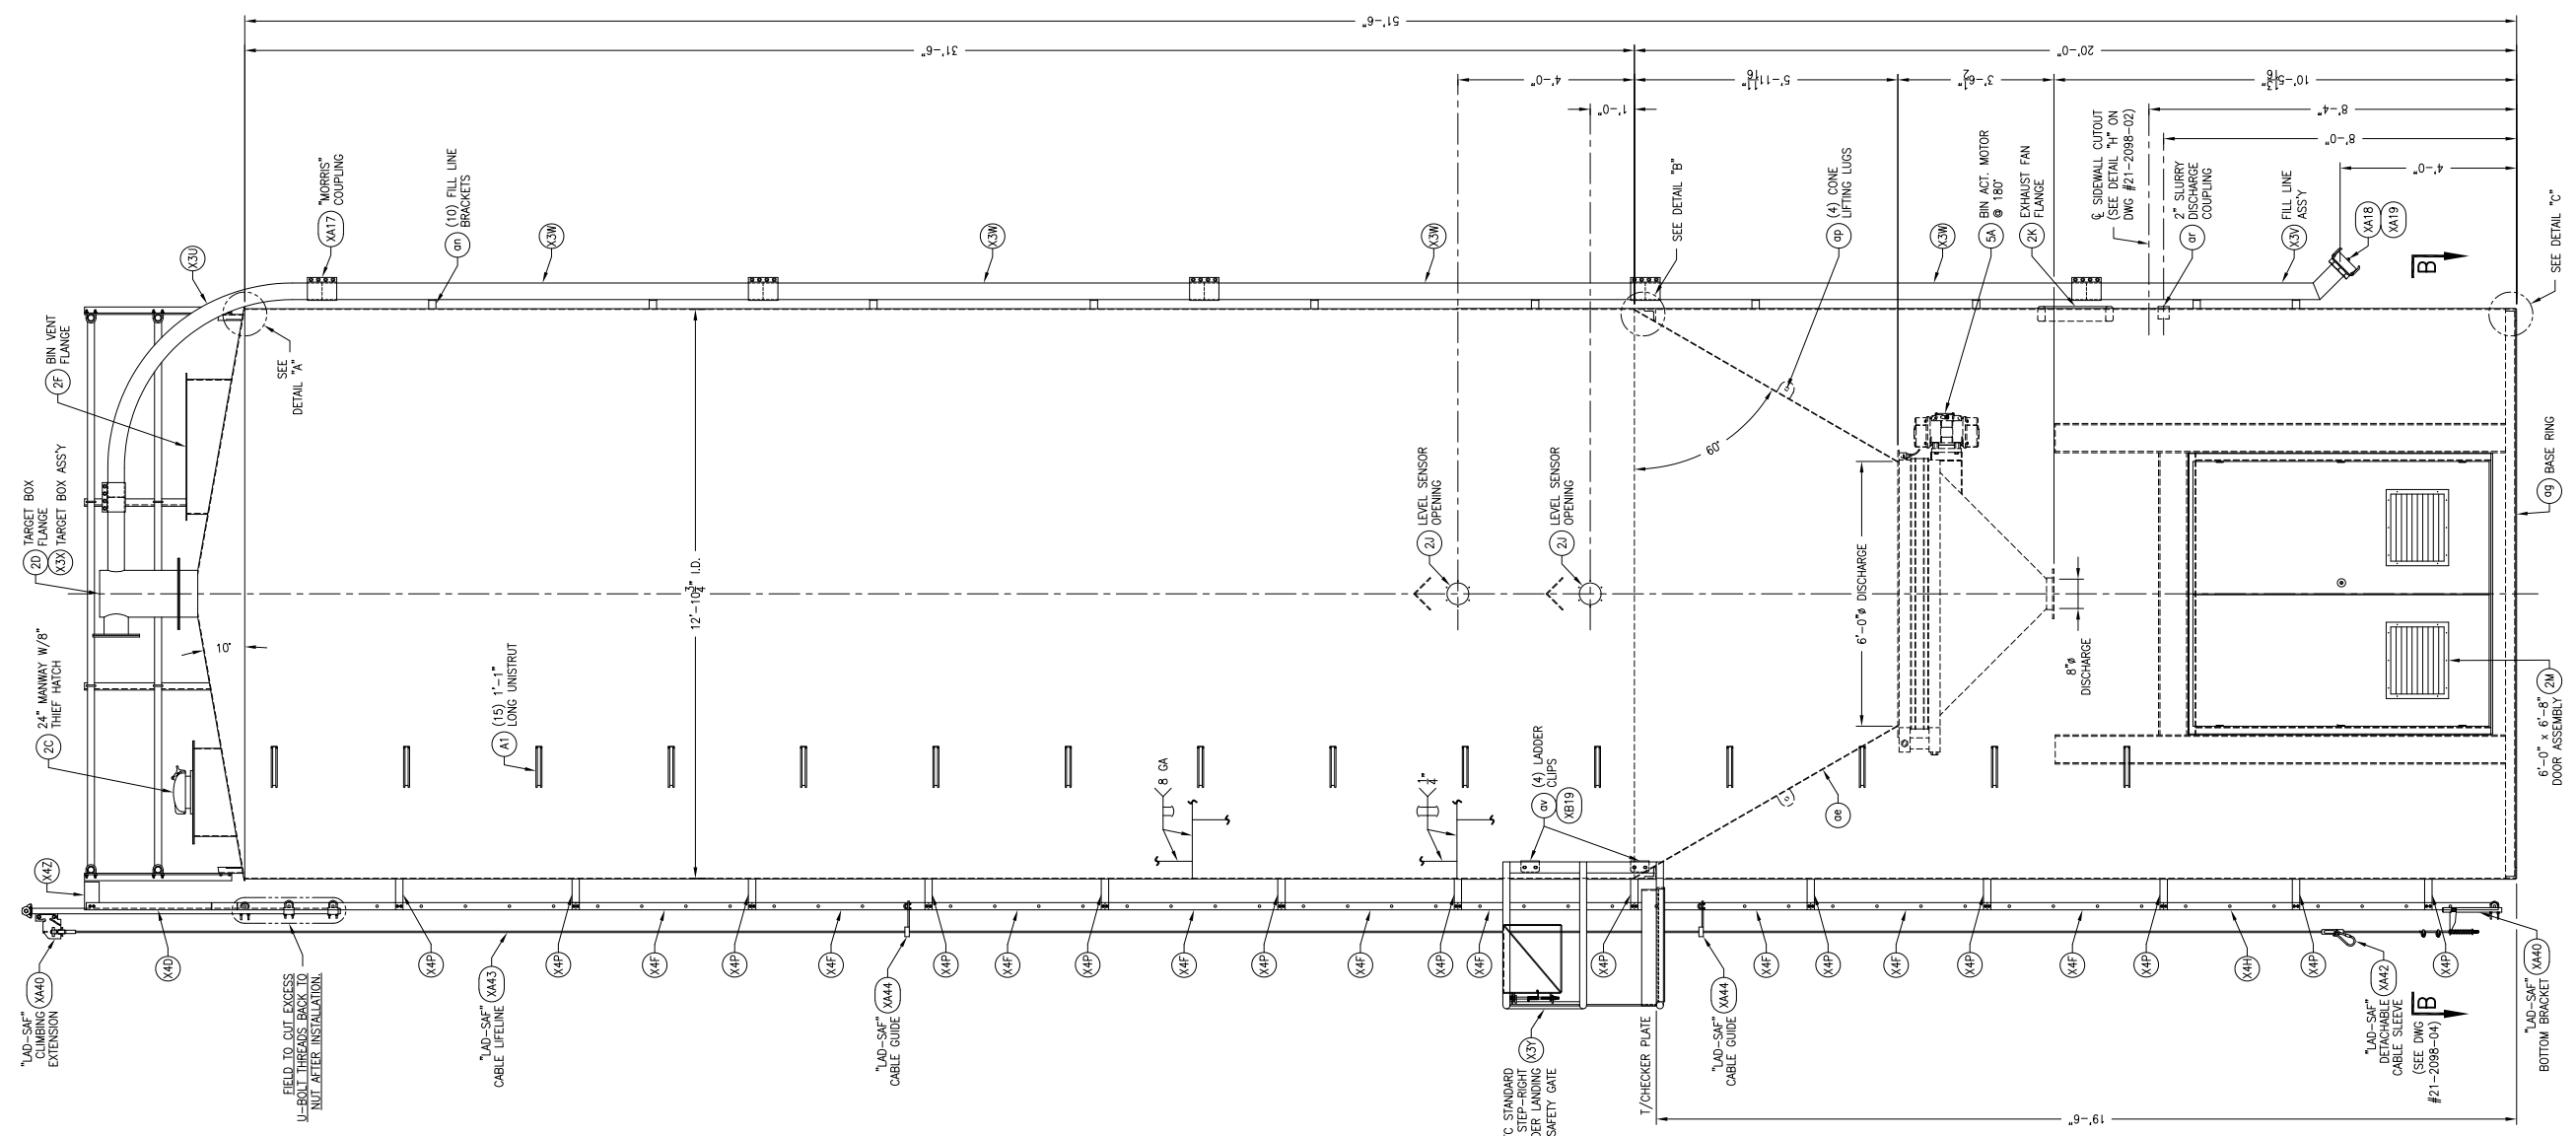 51'-6"
31'-6"
20'-0"
4'-0"
5'-11 11/16"
3'-6 1/2"
10'-5 13/16"
1'-0"
8'-4"
8'-0"
4'-0"
X3U
XA17
"MORRIS"
COUPLING
an
(10) FILL LINE
BRACKETS
X3W
X3W
X3W
SEE DETAIL "B"
ap
(4) CONE
LIFTING LUGS
X3W
5A
BIN ACT. MOTOR
@ 180°
2K
EXHAUST FAN
FLANGE
℄ SIDEWALL CUTOUT
(SEE DETAIL "H" ON
DWG #21-2098-02)
ar
2" SLURRY
DISCHARGE
COUPLING
X3V
FILL LINE
ASS'Y
XA18
XA19
B
SEE DETAIL "C"
2F
BIN VENT
FLANGE
SEE
DETAIL "A"
2D
TARGET BOX
FLANGE
X3X
TARGET BOX ASS'Y
10°
12'-10 3/4" I.D.
2J
LEVEL SENSOR
OPENING
2J
LEVEL SENSOR
OPENING
60°
6'-0"ø DISCHARGE
8"ø
DISCHARGE
ag
BASE RING
2C
24" MANWAY W/8"
THIEF HATCH
A1
(15) 1'-1"
LONG UNISTRUT
8 GA
1/4"
av
XB19
(4) LADDER
CLIPS
ae
6'-0" x 6'-8"
DOOR ASSEMBLY
2M
X4Z
"LAD-SAF"
CLIMBING
EXTENSION
XA40
X4D
FIELD TO CUT EXCESS
U-BOLT THREADS BACK TO
NUT AFTER INSTALLATION.
X4P
"LAD-SAF"
CABLE LIFELINE
XA43
X4P
X4F
X4P
X4F
"LAD-SAF"
CABLE GUIDE
XA44
X4P
X4F
X4P
X4F
X4P
X4F
X4P
X4F
C STANDARD
STEP-RIGHT
DER LANDING
SAFETY GATE
X3Y
X4P
T/CHECKER PLATE
"LAD-SAF"
CABLE GUIDE
XA44
X4F
X4P
X4F
X4P
X4F
X4P
X4H
X4P
"LAD-SAF"
DETACHABLE
CABLE SLEEVE
(SEE DWG
#21-2098-04)
XA42
B
X4P
"LAD-SAF"
BOTTOM BRACKET
XA40
19'-6"